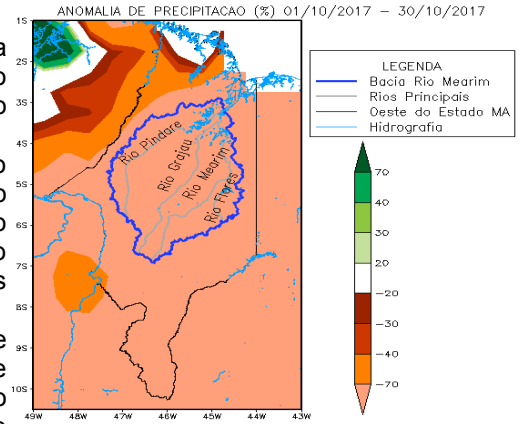 ANOMALIA DE PRECIPITACAO (%) 01/10/2017 – 30/10/2017
1S
2S
3S
4S
5S
6S
7S
8S
9S
10S
49W 48W 47W 46W 45W 44W 43W
Rio Pindare
Rio Grajau
Rio Mearim
Rio Flores
LEGENDA
Bacia Rio Mearim
Rios Principais
Oeste do Estado MA
Hidrografia
70
40
30
20
−20
−30
−40
−70
a
o
o
o
o
o
o
s
e
e
o